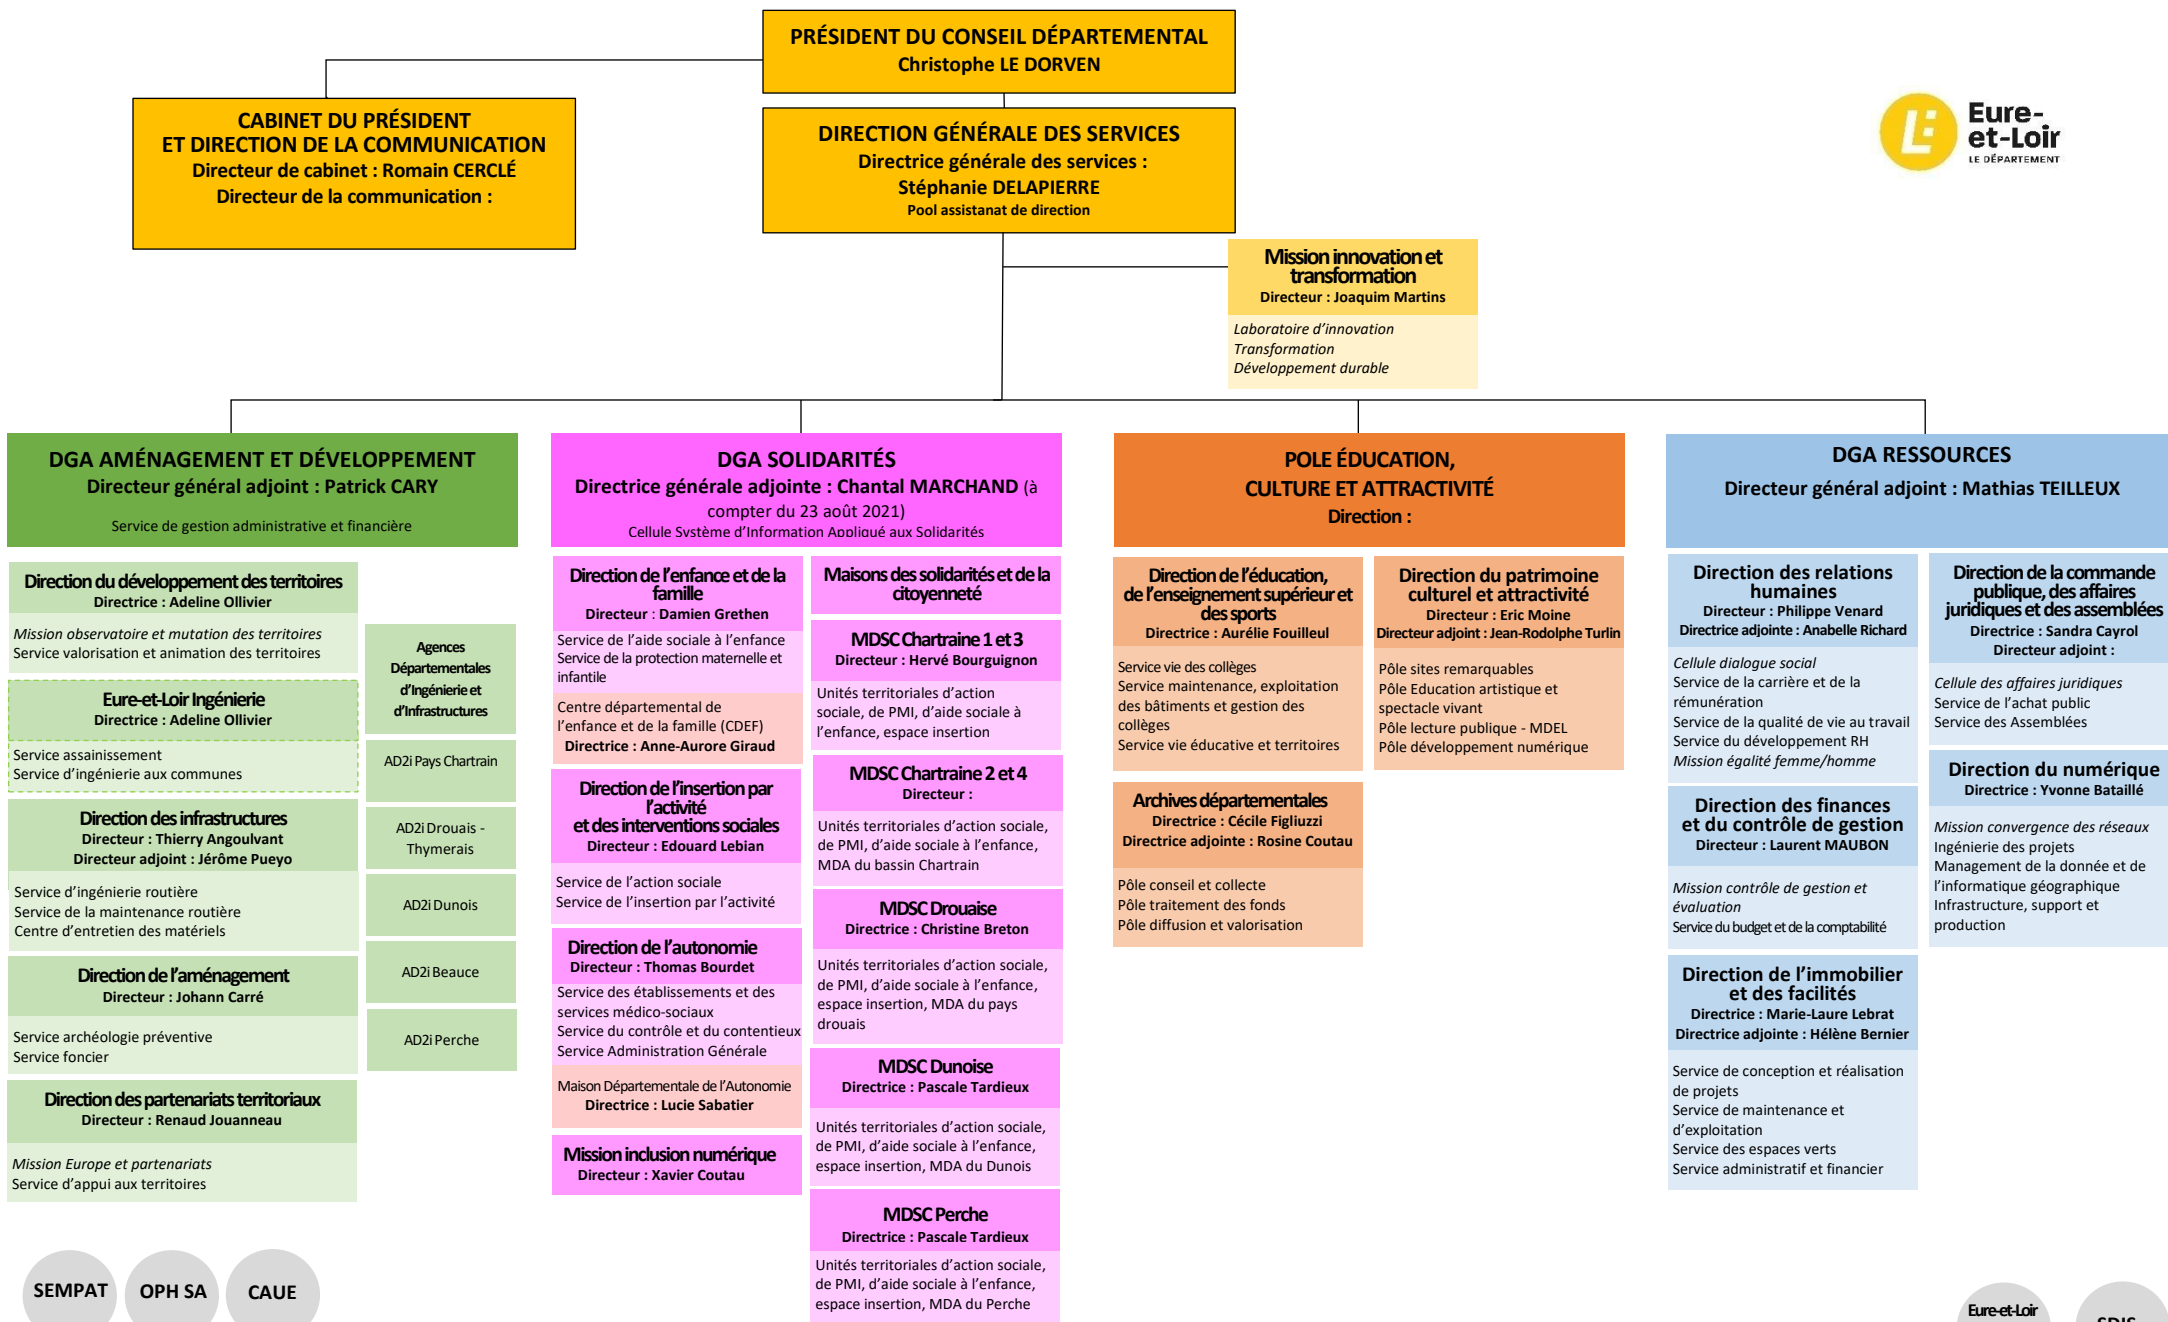 PRÉSIDENT DU CONSEIL DÉPARTEMENTAL
Christophe LE DORVEN
CABINET DU PRÉSIDENT
ET DIRECTION DE LA COMMUNICATION
Directeur de cabinet : Romain CERCLÉ
Directeur de la communication :
DIRECTION GÉNÉRALE DES SERVICES
Directrice générale des services :
Stéphanie DELAPIERRE
Pool assistanat de direction
Eure-
et-Loir
LE DÉPARTEMENT
Mission innovation et
transformation
Directeur : Joaquim Martins
Laboratoire d'innovation
Transformation
Développement durable
DGA AMÉNAGEMENT ET DÉVELOPPEMENT
Directeur général adjoint : Patrick CARY
Service de gestion administrative et financière
Direction du développement des territoires
Directrice : Adeline Ollivier
Mission observatoire et mutation des territoires
Service valorisation et animation des territoires
Eure-et-Loir Ingénierie
Directrice : Adeline Ollivier
Service assainissement
Service d'ingénierie aux communes
Direction des infrastructures
Directeur : Thierry Angoulvant
Directeur adjoint : Jérôme Pueyo
Service d'ingénierie routière
Service de la maintenance routière
Centre d'entretien des matériels
Direction de l'aménagement
Directeur : Johann Carré
Service archéologie préventive
Service foncier
Direction des partenariats territoriaux
Directeur : Renaud Jouanneau
Mission Europe et partenariats
Service d'appui aux territoires
Agences
Départementales
d'Ingénierie et
d'Infrastructures
AD2i Pays Chartrain
AD2i Drouais -
Thymerais
AD2i Dunois
AD2i Beauce
AD2i Perche
DGA SOLIDARITÉS
Directrice générale adjointe : Chantal MARCHAND (à
compter du 23 août 2021)
Cellule Système d'Information Appliqué aux Solidarités
Direction de l'enfance et de la
famille
Directeur : Damien Grethen
Service de l'aide sociale à l'enfance
Service de la protection maternelle et
infantile
Centre départemental de
l'enfance et de la famille (CDEF)
Directrice : Anne-Aurore Giraud
Direction de l'insertion par
l'activité
et des interventions sociales
Directeur : Edouard Lebian
Service de l'action sociale
Service de l'insertion par l'activité
Direction de l'autonomie
Directeur : Thomas Bourdet
Service des établissements et des
services médico-sociaux
Service du contrôle et du contentieux
Service Administration Générale
Maison Départementale de l'Autonomie
Directrice : Lucie Sabatier
Mission inclusion numérique
Directeur : Xavier Coutau
Maisons des solidarités et de la
citoyenneté
MDSC Chartraine 1 et 3
Directeur : Hervé Bourguignon
Unités territoriales d'action
sociale, de PMI, d'aide sociale à
l'enfance, espace insertion
MDSC Chartraine 2 et 4
Directeur :
Unités territoriales d'action sociale,
de PMI, d'aide sociale à l'enfance,
MDA du bassin Chartrain
MDSC Drouaise
Directrice : Christine Breton
Unités territoriales d'action sociale,
de PMI, d'aide sociale à l'enfance,
espace insertion, MDA du pays
drouais
MDSC Dunoise
Directrice : Pascale Tardieux
Unités territoriales d'action sociale,
de PMI, d'aide sociale à l'enfance,
espace insertion, MDA du Dunois
MDSC Perche
Directrice : Pascale Tardieux
Unités territoriales d'action sociale,
de PMI, d'aide sociale à l'enfance,
espace insertion, MDA du Perche
POLE ÉDUCATION,
CULTURE ET ATTRACTIVITÉ
Direction :
Direction de l'éducation,
de l'enseignement supérieur et
des sports
Directrice : Aurélie Fouilleul
Service vie des collèges
Service maintenance, exploitation
des bâtiments et gestion des
collèges
Service vie éducative et territoires
Archives départementales
Directrice : Cécile Figliuzzi
Directrice adjointe : Rosine Coutau
Pôle conseil et collecte
Pôle traitement des fonds
Pôle diffusion et valorisation
Direction du patrimoine
culturel et attractivité
Directeur : Eric Moine
Directeur adjoint : Jean-Rodolphe Turlin
Pôle sites remarquables
Pôle Education artistique et
spectacle vivant
Pôle lecture publique - MDEL
Pôle développement numérique
DGA RESSOURCES
Directeur général adjoint : Mathias TEILLEUX
Direction des relations
humaines
Directeur : Philippe Venard
Directrice adjointe : Anabelle Richard
Cellule dialogue social
Service de la carrière et de la
rémunération
Service de la qualité de vie au travail
Service du développement RH
Mission égalité femme/homme
Direction des finances
et du contrôle de gestion
Directeur : Laurent MAUBON
Mission contrôle de gestion et
évaluation
Service du budget et de la comptabilité
Direction de l'immobilier
et des facilités
Directrice : Marie-Laure Lebrat
Directrice adjointe : Hélène Bernier
Service de conception et réalisation
de projets
Service de maintenance et
d'exploitation
Service des espaces verts
Service administratif et financier
Direction de la commande
publique, des affaires
juridiques et des assemblées
Directrice : Sandra Cayrol
Directeur adjoint :
Cellule des affaires juridiques
Service de l'achat public
Service des Assemblées
Direction du numérique
Directrice : Yvonne Bataillé
Mission convergence des réseaux
Ingénierie des projets
Management de la donnée et de
l'informatique géographique
Infrastructure, support et
production
SEMPAT
OPH SA
CAUE
Eure-et-Loir
SDIS